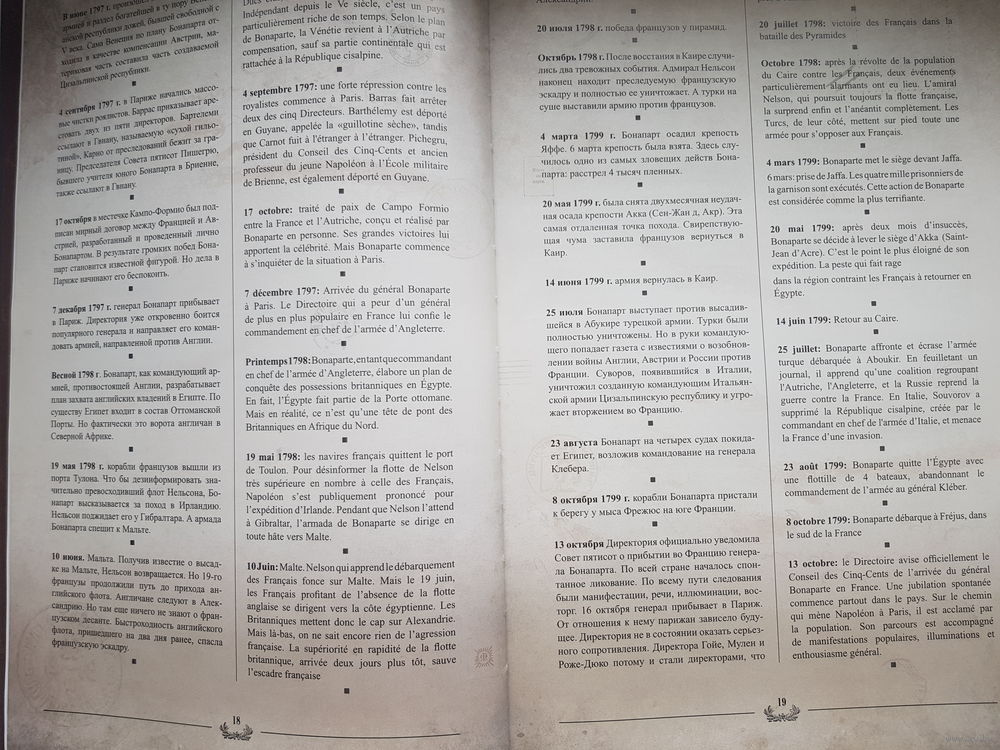 В июне 1797 г.
армией и раздел богатейшей в ту пору
анской республики дожей, бывшей свободной с
V века. Сама Венеция по плану Бонапарта от-
ходила в качестве компенсации Австрии, ма-
териковая часть составила часть создаваемой
Цизальпинской республики.
4 сентября 1797 г. в Париже начались массо-
вые чистки роялистов. Баррас приказывает аре-
стовать двух из пяти директоров. Бартелеми
ссылают в Гвиану, называемую «сухой гильо-
тиной», Карно от преследований бежит за гра-
ницу. Председателя Совета пятисот Пишегрю,
бывшего учителя юного Бонапарта в Бриенне,
также ссылают в Гвиану.
17 октября в местечке Кампо-Формио был под-
писан мирный договор между Францией и Ав-
стрией, разработанный и проведенный лично
Бонапартом. В результате громких побед Бона-
парт становится известной фигурой. Но дела в
Париже начинают его беспокоить.
7 декабря 1797 г. генерал Бонапарт прибывает
в Париж. Директория уже откровенно боится
популярного генерала и направляет его коман-
довать армией, направленной против Англии.
Весной 1798 г. Бонапарт, как командующий ар-
мией, противостоящей Англии, разрабатывает
план захвата английских владений в Египте. По
существу Египет входит в состав Оттоманской
Порты. Но фактически это ворота англичан в
Северной Африке.
19 мая 1798 г. корабли французов вышли из
порта Тулона. Что бы дезинформировать зна-
чительно превосходивший флот Нельсона, Бо-
напарт высказывается за поход в Ирландию.
Нельсон поджидает его у Гибралтара. А армада
Бонапарта спешит к Мальте.
10 июня. Мальта. Получив известие о высад-
ке на Мальте, Нельсон возвращается. Но 19-го
французы продолжили путь до прихода ан-
глийского флота. Англичане следуют в Алек-
сандрию. Но там еще ничего не знают о фран-
цузском десанте. Быстроходность английского
флота, пришедшего на два дня ранее, спасла
французскую эскадру.
Indépendant depuis le Ve siècle, c'est un pays
particulièrement riche de son temps. Selon le plan
de Bonaparte, la Vénétie revient à l'Autriche par
compensation, sauf sa partie continentale qui est
rattachée à la République cisalpine.
4 septembre 1797: une forte répression contre les
royalistes commence à Paris. Barras fait arrêter
deux des cinq Directeurs. Barthélemy est déporté
en Guyane, appelée la «guillotine sèche», tandis
que Carnot fuit à l'étranger à l'étranger. Pichegru,
président du Conseil des Cinq-Cents et ancien
professeur du jeune Napoléon à l'École militaire
de Brienne, est également déporté en Guyane.
17 octobre: traité de paix de Campo Formio
entre la France et l'Autriche, conçu et réalisé par
Bonaparte en personne. Ses grandes victoires lui
apportent la célébrité. Mais Bonaparte commence
à s'inquiéter de la situation à Paris.
7 décembre 1797: Arrivée du général Bonaparte
à Paris. Le Directoire qui a peur d'un général
de plus en plus populaire en France lui confie le
commandement en chef de l'armée d'Angleterre.
Printemps 1798: Bonaparte, en tant que commandant
en chef de l'armée d'Angleterre, élabore un plan de
conquête des possessions britanniques en Égypte.
En fait, l'Égypte fait partie de la Porte ottomane.
Mais en réalité, ce n'est qu'une tête de pont des
Britanniques en Afrique du Nord.
19 mai 1798: les navires français quittent le port
de Toulon. Pour désinformer la flotte de Nelson
très supérieure en nombre à celle des Français,
Napoléon s'est publiquement prononcé pour
l'expédition d'Irlande. Pendant que Nelson l'attend
à Gibraltar, l'armada de Bonaparte se dirige en
toute hâte vers Malte.
10 Juin: Malte. Nelson qui apprend le débarquement
des Français fonce sur Malte. Mais le 19 juin,
les Français profitant de l'absence de la flotte
anglaise se dirigent vers la côte égyptienne. Les
Britanniques mettent donc le cap sur Alexandrie.
Mais là-bas, on ne sait encore rien de l'agression
française. La supériorité en rapidité de la flotte
britannique, arrivée deux jours plus tôt, sauve
l'escadre française
18
20 июля 1798 г. победа французов у пирамид.
Октябрь 1798 г. После восстания в Каире случи-
лись два тревожных события. Адмирал Нельсон
наконец находит преследуемую французскую
эскадру и полностью ее уничтожает. А турки на
суше выставили армию против французов.
4 марта 1799 г. Бонапарт осадил крепость
Яффе. 6 марта крепость была взята. Здесь слу-
чилось одно из самых зловещих действ Бона-
парта: расстрел 4 тысяч пленных.
20 мая 1799 г. была снята двухмесячная неудач-
ная осада крепости Акка (Сен-Жан д, Акр). Эта
самая отдаленная точка похода. Свирепствую-
щая чума заставила французов вернуться в
Каир.
14 июня 1799 г. армия вернулась в Каир.
25 июля Бонапарт выступает против высадив-
шейся в Абукире турецкой армии. Турки были
полностью уничтожены. Но в руки командую-
щего попадает газета с известиями о возобнов-
лении войны Англии, Австрии и России против
Франции. Суворов, появившийся в Италии,
уничтожил созданную командующим Итальян-
ской армии Цизальпинскую республику и угро-
жает вторжением во Францию.
23 августа Бонапарт на четырех судах покида-
ет Египет, возложив командование на генерала
Клебера.
8 октября 1799 г. корабли Бонапарта пристали
к берегу у мыса Фрежюс на юге Франции.
13 октября Директория официально уведомила
Совет пятисот о прибытии во Францию генера-
ла Бонапарта. По всей стране началось спон-
танное ликование. По всему пути следования
были манифестации, речи, иллюминации, вос-
торг. 16 октября генерал прибывает в Париж.
От отношения к нему парижан зависело буду-
щее. Директория не в состоянии оказать серьез-
ного сопротивления. Директора Гойе, Мулен и
Роже-Дюко потому и стали директорами, что
20 juillet 1798: victoire des Français dans la
bataille des Pyramides
Octobre 1798: après la révolte de la population
du Caire contre les Français, deux événements
particulièrement alarmants ont eu lieu. L'amiral
Nelson, qui poursuit toujours la flotte française,
la surprend enfin et l'anéantit complètement. Les
Turcs, de leur côté, mettent sur pied toute une
armée pour s'opposer aux Français.
4 mars 1799: Bonaparte met le siège devant Jaffa.
6 mars: prise de Jaffa. Les quatre mille prisonniers de
la garnison sont exécutés. Cette action de Bonaparte
est considérée comme la plus terrifiante.
20 mai 1799: après deux mois d'insuccès,
Bonaparte se décide à lever le siège d'Akka (Saint-
Jean d'Acre). C'est le point le plus éloigné de son
expédition. La peste qui fait rage
dans la région contraint les Français à retourner en
Égypte.
14 juin 1799: Retour au Caire.
25 juillet: Bonaparte affronte et écrase l'armée
turque débarquée à Aboukir. En feuilletant un
journal, il apprend qu'une coalition regroupant
l'Autriche, l'Angleterre, et la Russie reprend la
guerre contre la France. En Italie, Souvorov a
supprimé la République cisalpine, créée par le
commandant en chef de l'armée d'Italie, et menace
la France d'une invasion.
23 août 1799: Bonaparte quitte l'Égypte avec
une flottille de 4 bateaux, abandonnant le
commandement de l'armée au général Kléber.
8 octobre 1799: Bonaparte débarque à Fréjus, dans
le sud de la France
13 octobre: le Directoire avise officiellement le
Conseil des Cinq-Cents de l'arrivée du général
Bonaparte en France. Une jubilation spontanée
commence partout dans le pays. Sur le chemin
qui mène Napoléon à Paris, il est acclamé par
la population. Son parcours est accompagné
de manifestations populaires, illuminations et
enthousiasme général.
19